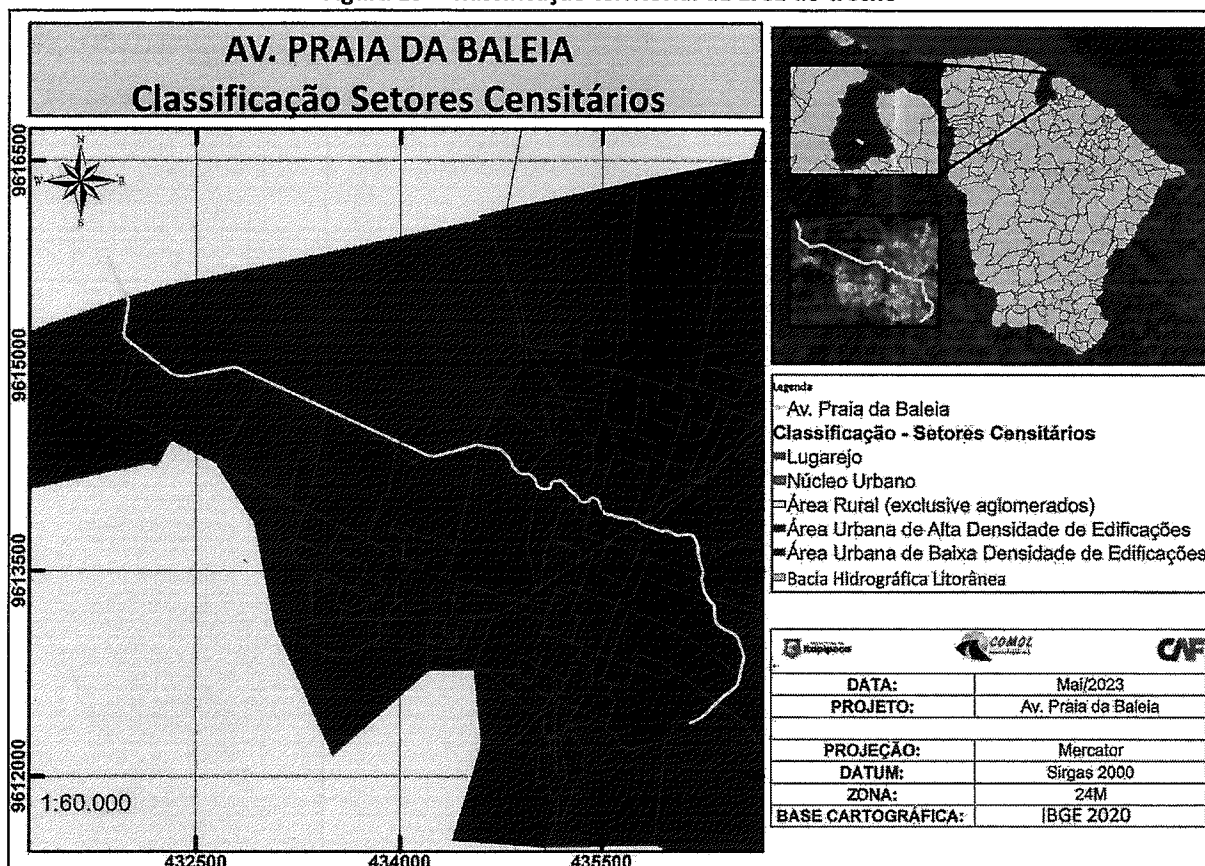 AV. PRAIA DA BALEIA
Classificação Setores Censitários
N
W
S
9616500
9615000
9613500
9612000
1:60.000
432500
434000
435500
Legenda
Av. Praia da Baleia
Classificação - Setores Censitários
Lugarejo
Núcleo Urbano
Área Rural (exclusive aglomerados)
Área Urbana de Alta Densidade de Edificações
Área Urbana de Baixa Densidade de Edificações
Bacia Hidrográfica Litorânea
Itapipoca
COMOL
CAF
DATA: Mai/2023
PROJETO: Av. Praia da Baleia
PROJEÇÃO: Mercator
DATUM: Sirgas 2000
ZONA: 24M
BASE CARTOGRÁFICA: IBGE 2020